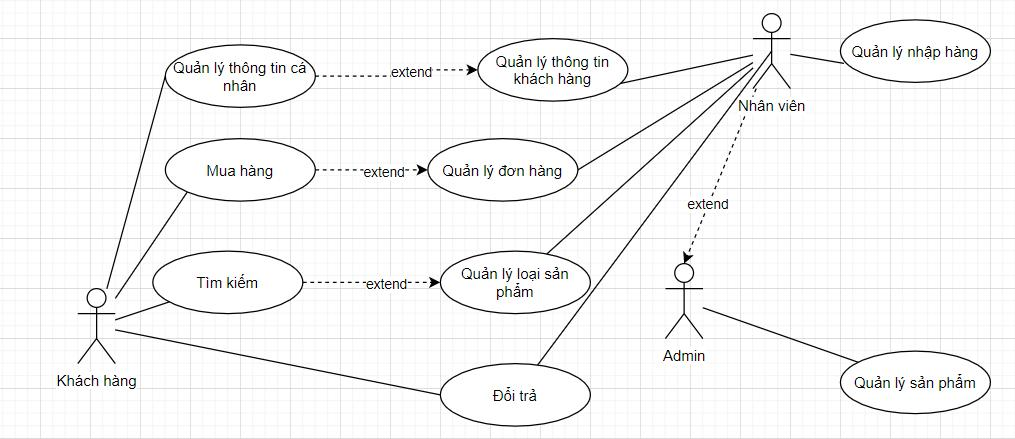 Quản lý thông tin cá
nhân
extend
Quản lý thông tin
khách hàng
Quản lý nhập hàng
Nhân viên
Mua hàng
extend
Quản lý đơn hàng
extend
Tìm kiếm
extend
Quản lý loại sản
phẩm
Admin
Khách hàng
Đổi trả
Quản lý sản phẩm